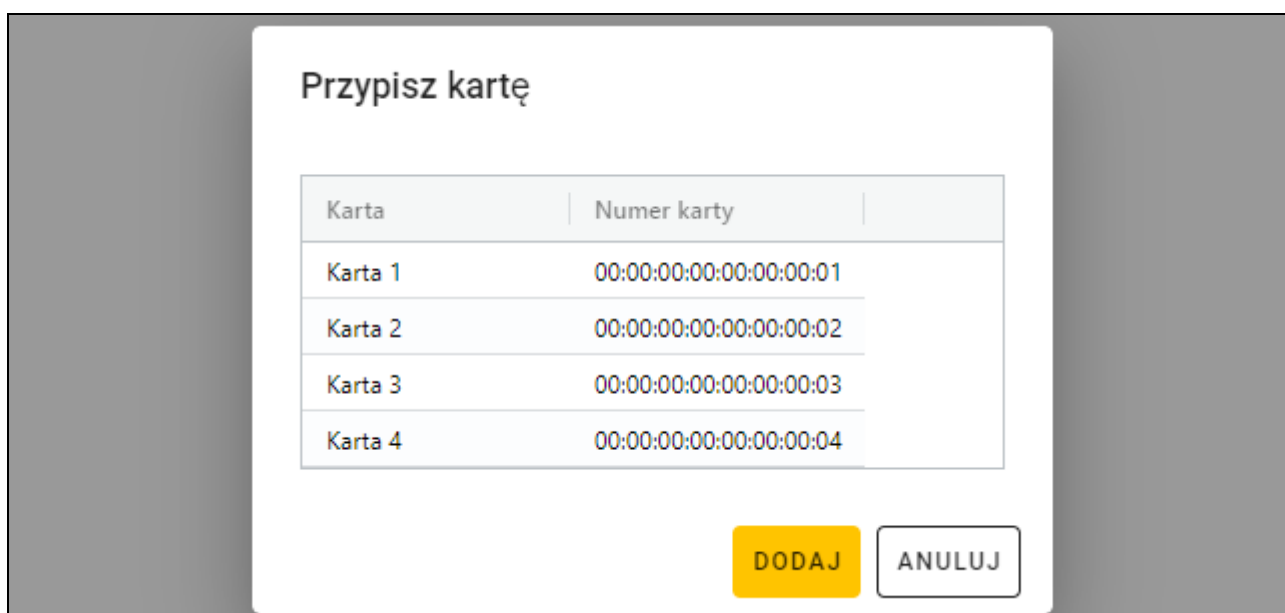 Przypisz kartę
Karta Numer karty
Karta 1 00:00:00:00:00:00:00:01
Karta 2 00:00:00:00:00:00:00:02
Karta 3 00:00:00:00:00:00:00:03
Karta 4 00:00:00:00:00:00:00:04
DODAJ ANULUJ